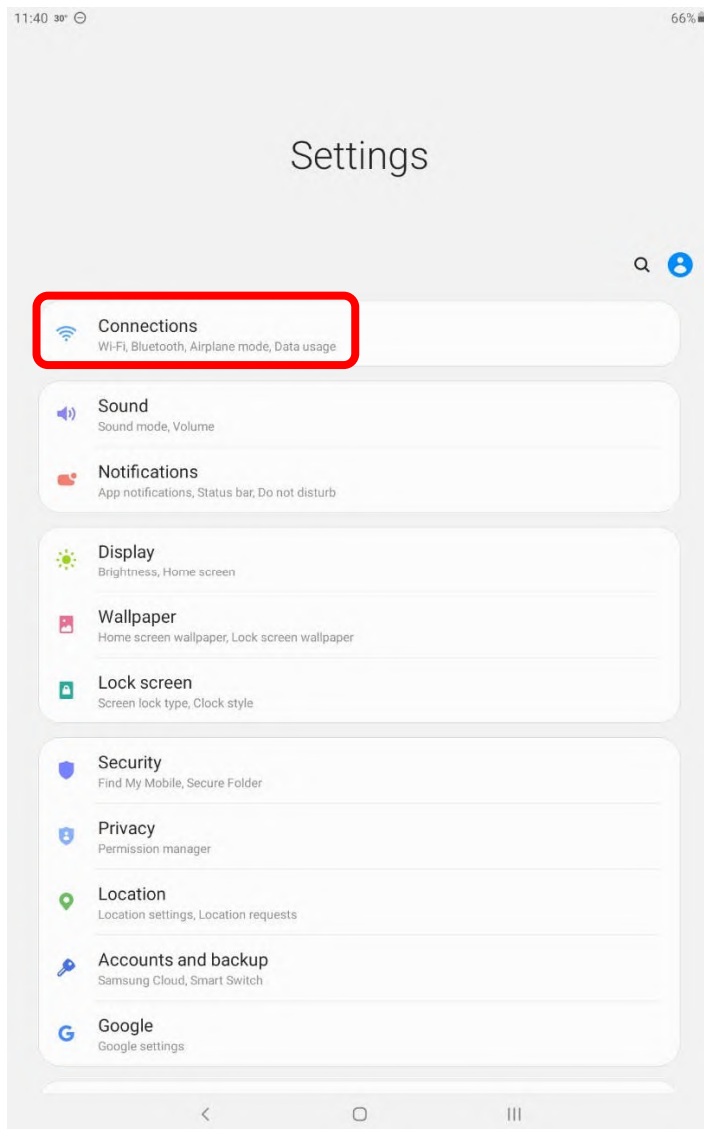 11:40 30° 66%
Settings
Connections
Wi-Fi, Bluetooth, Airplane mode, Data usage
Sound
Sound mode, Volume
Notifications
App notifications, Status bar, Do not disturb
Display
Brightness, Home screen
Wallpaper
Home screen wallpaper, Lock screen wallpaper
Lock screen
Screen lock type, Clock style
Security
Find My Mobile, Secure Folder
Privacy
Permission manager
Location
Location settings, Location requests
Accounts and backup
Samsung Cloud, Smart Switch
Google
Google settings